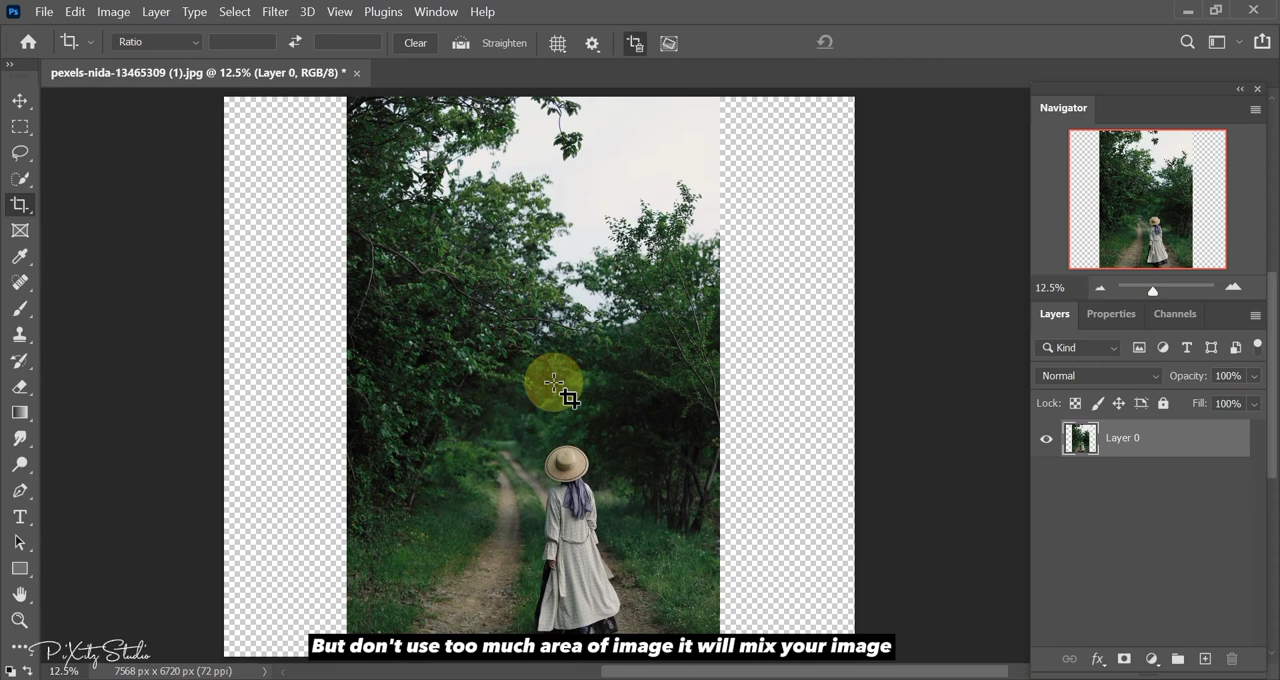 Ps File Edit Image Layer Type Select Filter 3D View Plugins Window Help
Ratio Clear Straighten
pexels-nida-13465309 (1).jpg @ 12.5% (Layer 0, RGB/8) * ×
Navigator
12.5%
Layers Properties Channels
Kind
Normal Opacity: 100%
Lock: Fill: 100%
Layer 0
But don't use too much area of image it will mix your image
PiXitz Studio
12.5% 7568 px x 6720 px (72 ppi)